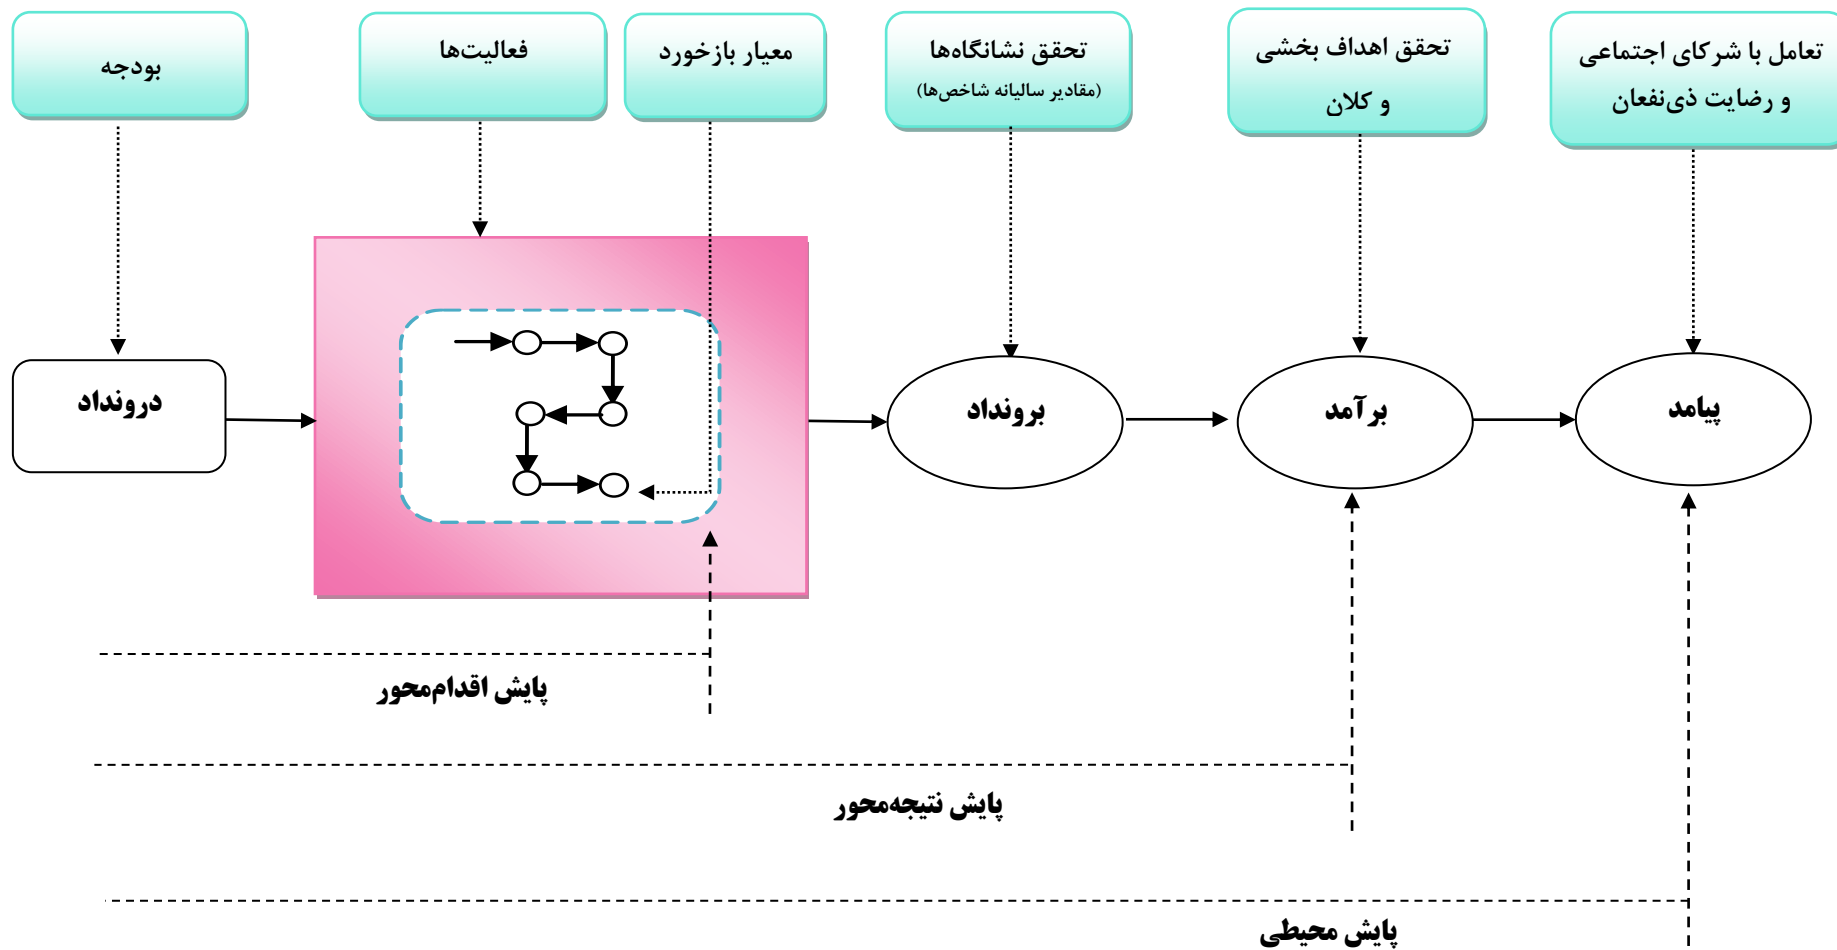 بودجه
فعالیت‌ها
معیار بازخورد
تحقق نشانگاه‌ها
(مقادیر سالیانه شاخص‌ها)
تحقق اهداف بخشی
و کلان
تعامل با شرکای اجتماعی
و رضایت ذی‌نفعان
درونداد
برونداد
برآمد
پیامد
پایش اقدام‌محور
پایش نتیجه‌محور
پایش محیطی